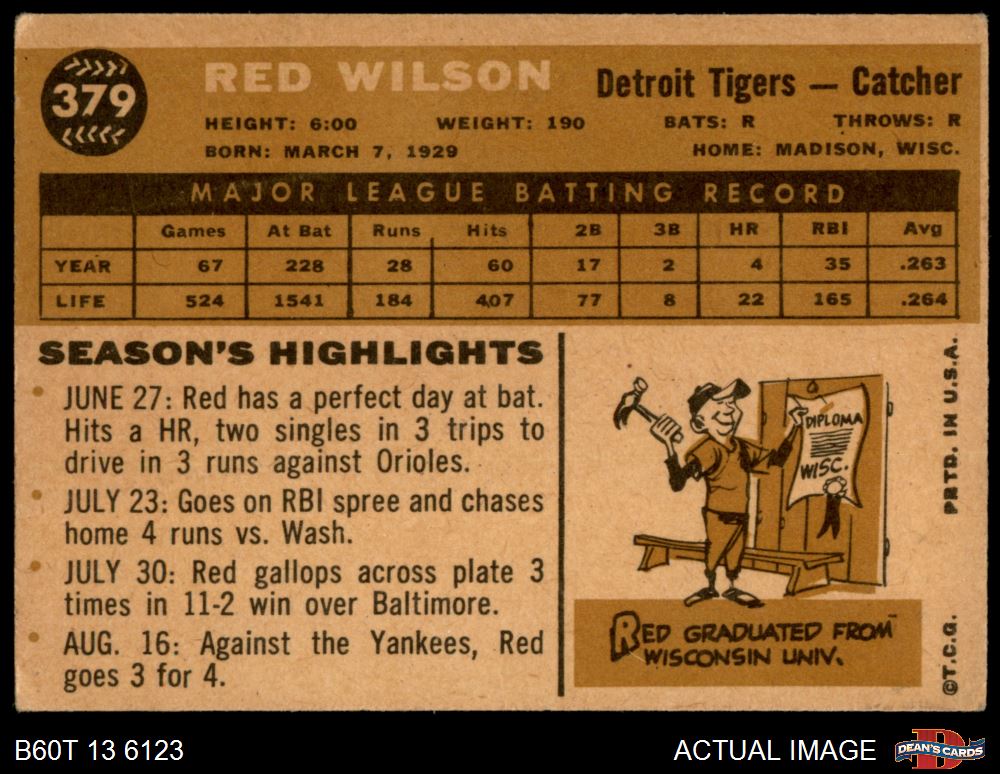 379
RED WILSON
Detroit Tigers — Catcher
HEIGHT: 6:00 WEIGHT: 190 BATS: R THROWS: R
BORN: MARCH 7, 1929 HOME: MADISON, WISC.
MAJOR LEAGUE BATTING RECORD
Games At Bat Runs Hits 2B 3B HR RBI Avg
YEAR 67 228 28 60 17 2 4 35 .263
LIFE 524 1541 184 407 77 8 22 165 .264
SEASON'S HIGHLIGHTS
• JUNE 27: Red has a perfect day at bat.
Hits a HR, two singles in 3 trips to
drive in 3 runs against Orioles.
• JULY 23: Goes on RBI spree and chases
home 4 runs vs. Wash.
• JULY 30: Red gallops across plate 3
times in 11-2 win over Baltimore.
• AUG. 16: Against the Yankees, Red
goes 3 for 4.
DIPLOMA
WISC.
RED GRADUATED FROM
WISCONSIN UNIV.
PRTD. IN U.S.A.
©T.C.G.
B60T 13 6123
ACTUAL IMAGE
DEAN'S CARDS